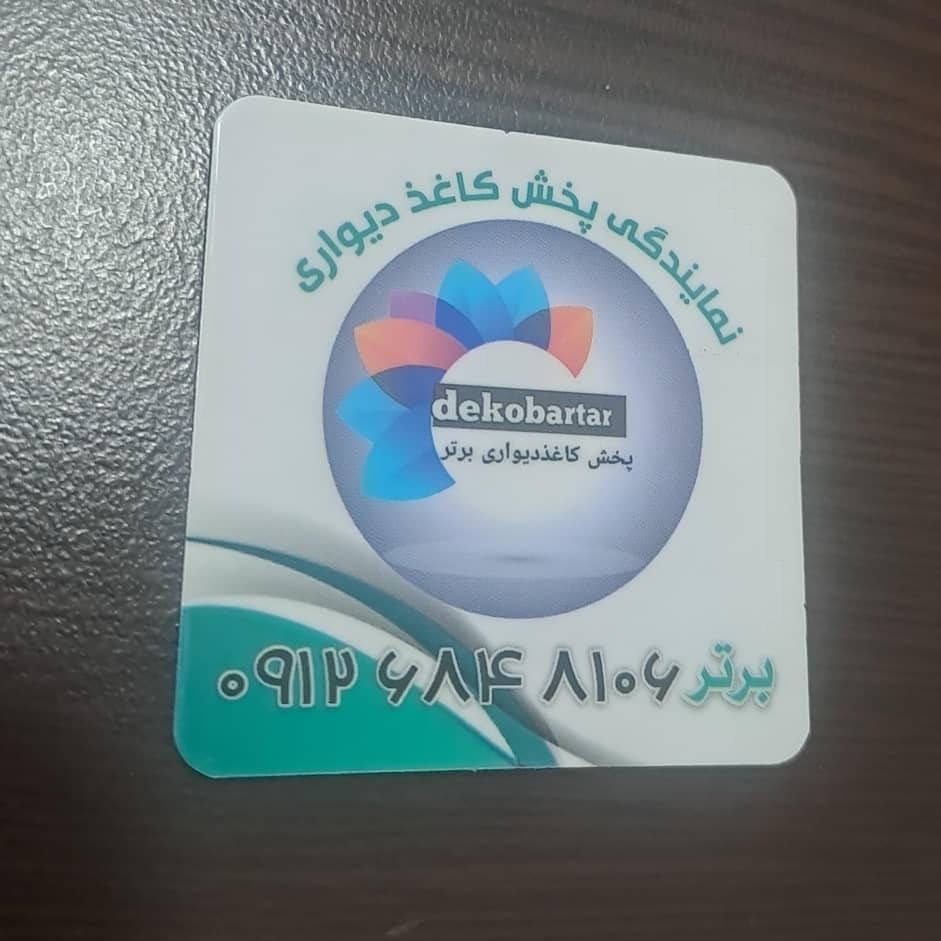 نمایندگی پخش کاغذ دیواری
dekobartar
پخش کاغذدیواری برتر
۰۹۱۲ ۶۸۴ ۸۱۰۶ برتر